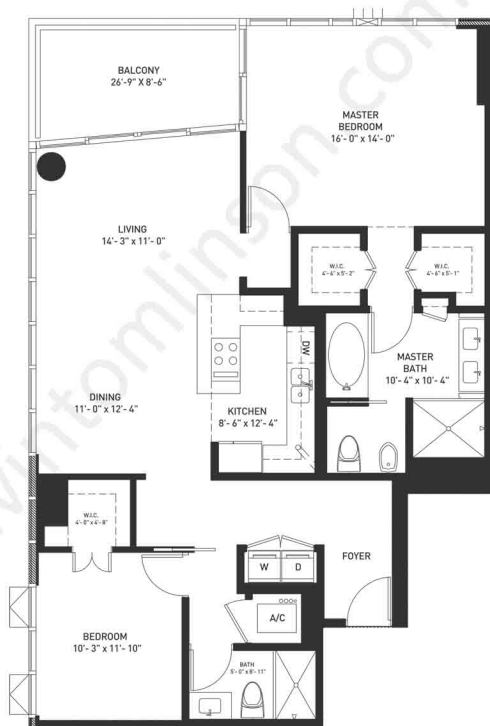 BALCONY
26'-9" X 8'-6"
MASTER
BEDROOM
16'- 0" x 14'- 0"
LIVING
14'- 3" x 11'- 0"
W.I.C.
4'-6" x 5'- 2"
W.I.C.
4'-6" x 5'- 1"
DW
MASTER
BATH
10'- 4" x 10'- 4"
DINING
11'- 0" x 12'- 4"
KITCHEN
8'- 6" x 12'- 4"
W.I.C.
4'- 0" x 4'- 8"
W
D
FOYER
A/C
BEDROOM
10'- 3" x 11'- 10"
BATH
5'- 0" x 8'- 11"
vintomlinson.com